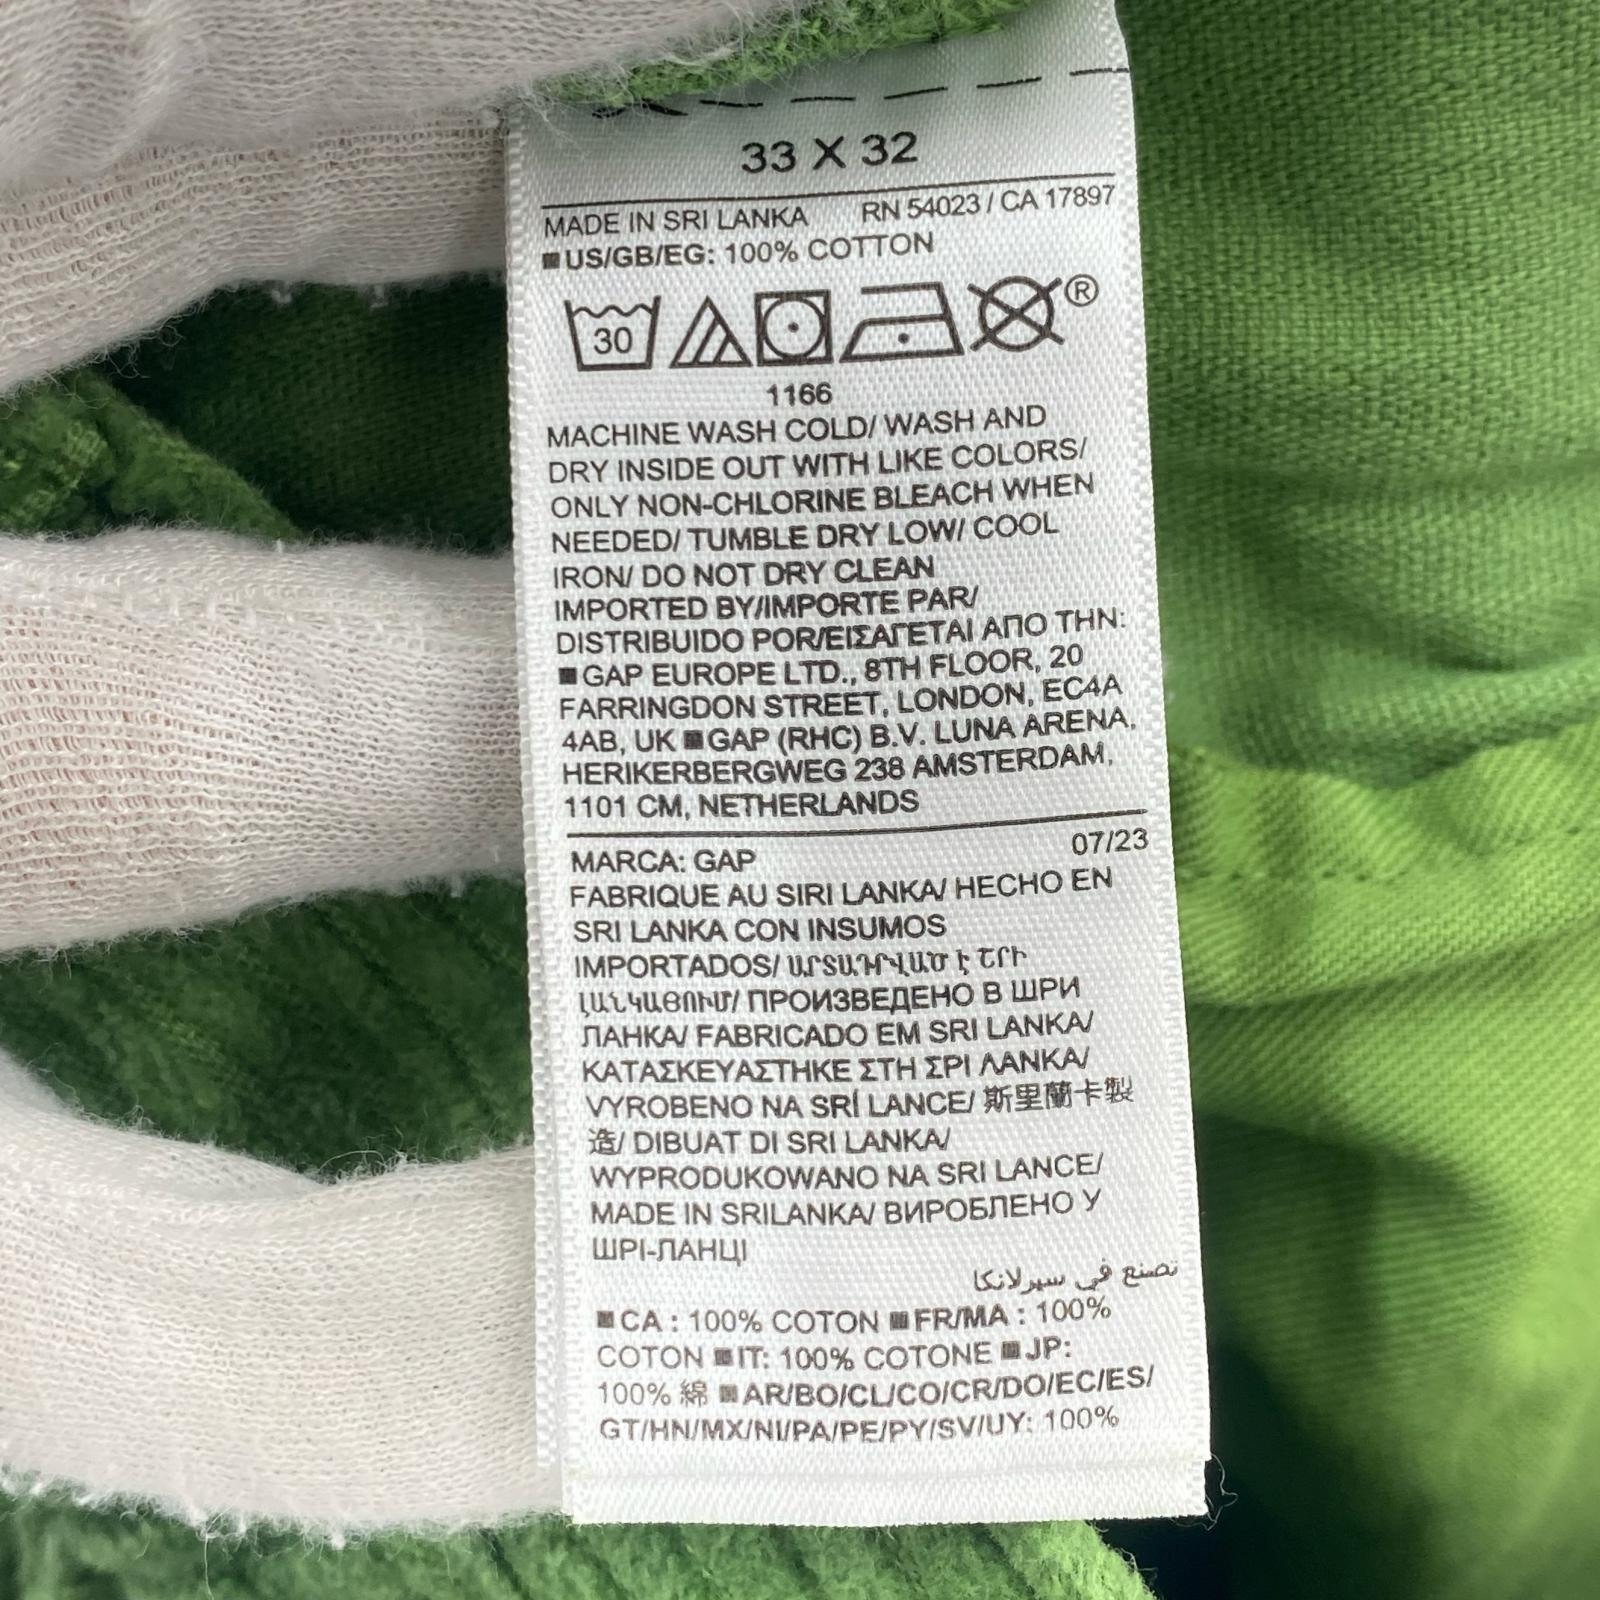 33 X 32
MADE IN SRI LANKA RN 54023 / CA 17897
■US/GB/EG: 100% COTTON
30 ®
1166
MACHINE WASH COLD/ WASH AND
DRY INSIDE OUT WITH LIKE COLORS/
ONLY NON-CHLORINE BLEACH WHEN
NEEDED/ TUMBLE DRY LOW/ COOL
IRON/ DO NOT DRY CLEAN
IMPORTED BY/IMPORTE PAR/
DISTRIBUIDO POR/ΕΙΣΑΓΕΤΑΙ ΑΠΟ ΤΗΝ:
■GAP EUROPE LTD., 8TH FLOOR, 20
FARRINGDON STREET, LONDON, EC4A
4AB, UK ■GAP (RHC) B.V. LUNA ARENA,
HERIKERBERGWEG 238 AMSTERDAM,
1101 CM, NETHERLANDS
MARCA: GAP 07/23
FABRIQUE AU SIRI LANKA/ HECHO EN
SRI LANKA CON INSUMOS
IMPORTADOS/ ԱՐՏԱԴՐՎԱԾ Է ՇՐԻ
ԼԱՆԿԱՅՈՒՄ/ ПРОИЗВЕДЕНО В ШРИ
ЛАНКА/ FABRICADO EM SRI LANKA/
ΚΑΤΑΣΚΕΥΑΣΤΗΚΕ ΣΤΗ ΣΡΙ ΛΑΝΚΑ/
VYROBENO NA SRÍ LANCE/ 斯里蘭卡製
造/ DIBUAT DI SRI LANKA/
WYPRODUKOWANO NA SRI LANCE/
MADE IN SRILANKA/ ВИРОБЛЕНО У
ШРІ-ЛАНЦІ
تصنع في سيرلانكا
■CA : 100% COTON ■FR/MA : 100%
COTON ■IT: 100% COTONE ■JP:
100% 綿 ■AR/BO/CL/CO/CR/DO/EC/ES/
GT/HN/MX/NI/PA/PE/PY/SV/UY: 100%